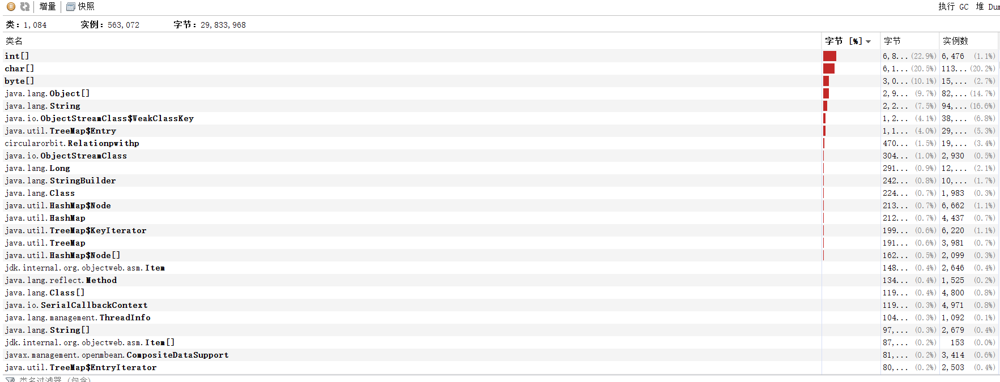 增量 快照 执行 GC 堆 Dum
类: 1,084 实例: 563,072 字节: 29,833,968
类名 字节 [%] 字节 实例数
int[] 6,8... (22.9%) 6,476 (1.1%)
char[] 6,1... (20.5%) 113... (20.2%)
byte[] 3,0... (10.1%) 15,... (2.7%)
java.lang.Object[] 2,9... (9.7%) 82,... (14.7%)
java.lang.String 2,2... (7.5%) 94,... (16.6%)
java.io.ObjectStreamClass$WeakClassKey 1,2... (4.1%) 38,... (6.8%)
java.util.TreeMap$Entry 1,1... (4.0%) 29,... (5.3%)
circularorbit.Relationpwithp 470... (1.5%) 19,... (3.4%)
java.io.ObjectStreamClass 304... (1.0%) 2,930 (0.5%)
java.lang.Long 291... (0.9%) 12,... (2.1%)
java.lang.StringBuilder 242... (0.8%) 10,... (1.7%)
java.lang.Class 224... (0.7%) 1,983 (0.3%)
java.util.HashMap$Node 213... (0.7%) 6,662 (1.1%)
java.util.HashMap 212... (0.7%) 4,437 (0.7%)
java.util.TreeMap$KeyIterator 199... (0.6%) 6,220 (1.1%)
java.util.TreeMap 191... (0.6%) 3,981 (0.7%)
java.util.HashMap$Node[] 162... (0.5%) 2,099 (0.3%)
jdk.internal.org.objectweb.asm.Item 148... (0.4%) 2,646 (0.4%)
java.lang.reflect.Method 134... (0.4%) 1,525 (0.2%)
java.lang.Class[] 119... (0.4%) 4,800 (0.8%)
java.io.SerialCallbackContext 119... (0.3%) 4,971 (0.8%)
java.lang.management.ThreadInfo 104... (0.3%) 1,092 (0.1%)
java.lang.String[] 97,... (0.3%) 2,679 (0.4%)
jdk.internal.org.objectweb.asm.Item[] 87,... (0.2%) 153 (0.0%)
javax.management.openmbean.CompositeDataSupport 81,... (0.2%) 3,414 (0.6%)
java.util.TreeMap$EntryIterator 80,... (0.2%) 2,503 (0.4%)
类名过滤器 (包含)